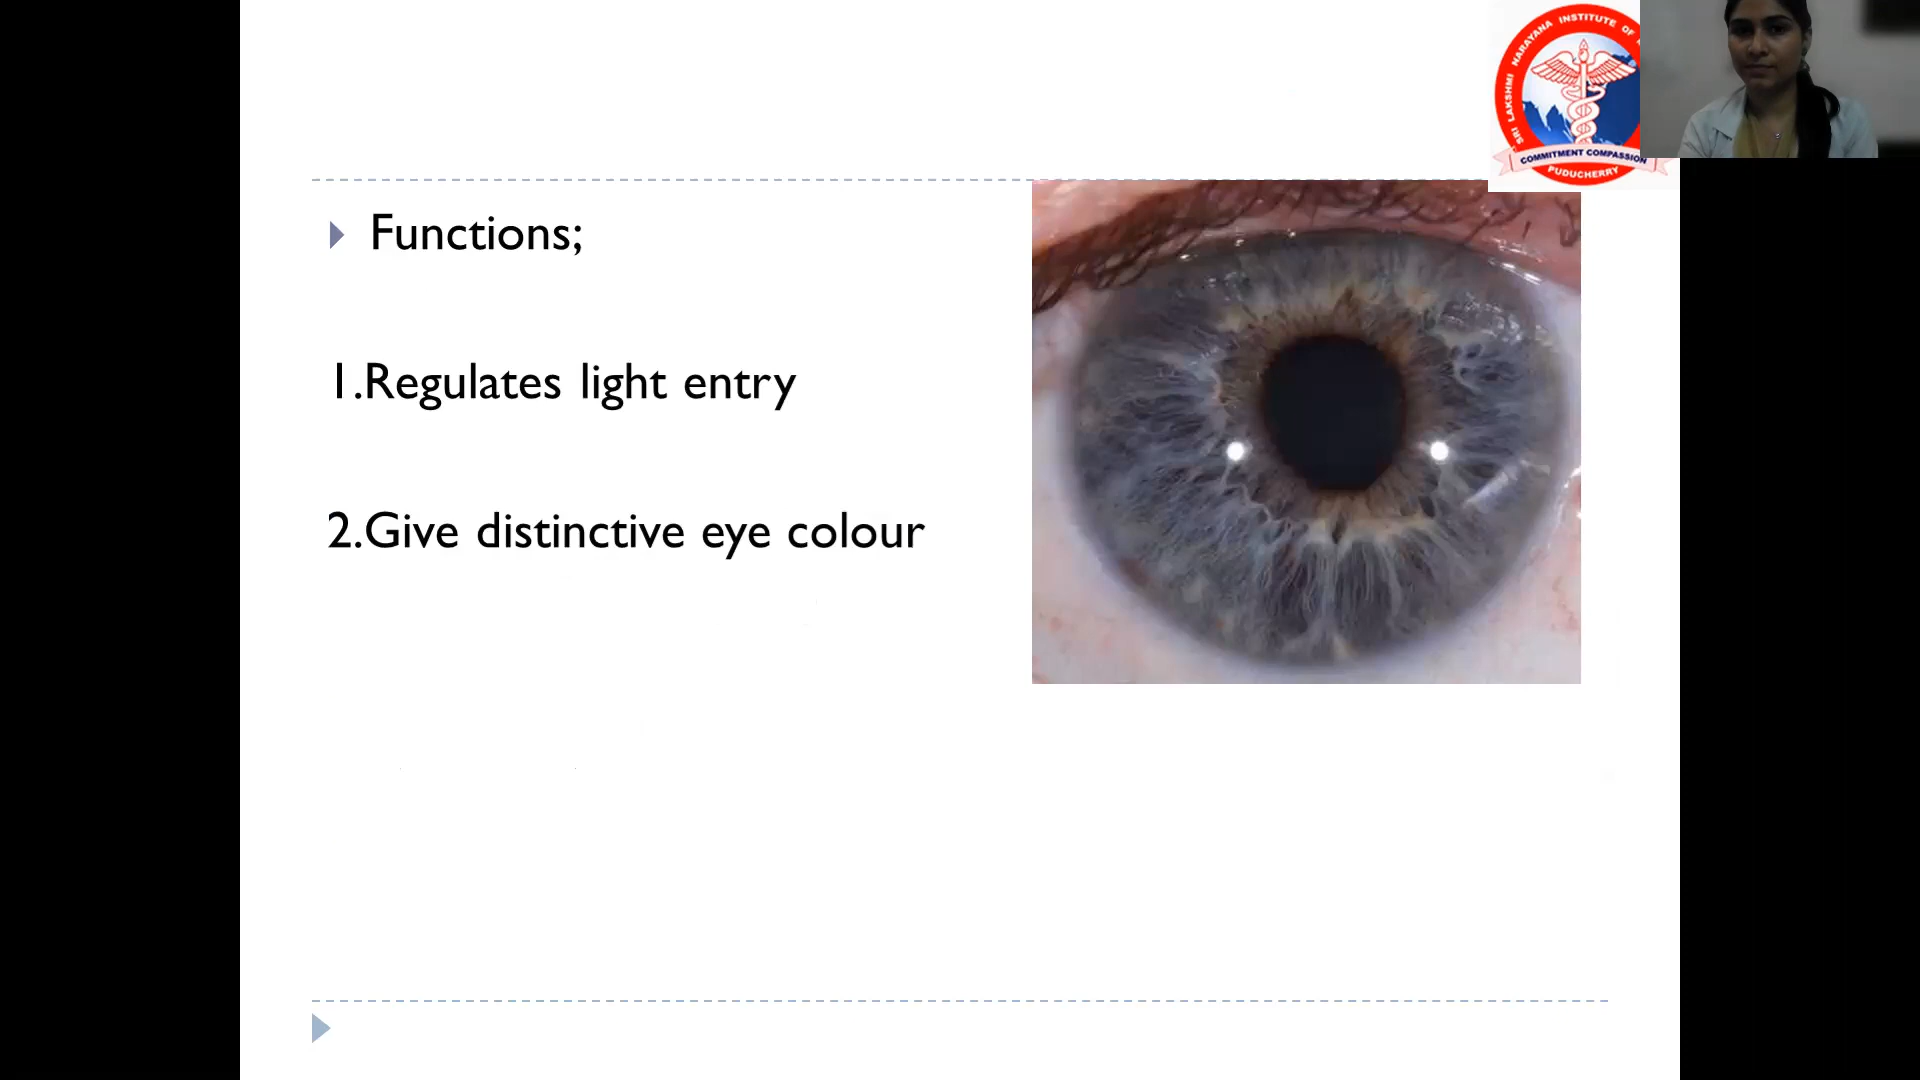 SRI LAKSHMI NARAYANA INSTITUTE OF
COMMITMENT COMPASSION
PUDUCHERRY
Functions;
1.Regulates light entry
2.Give distinctive eye colour